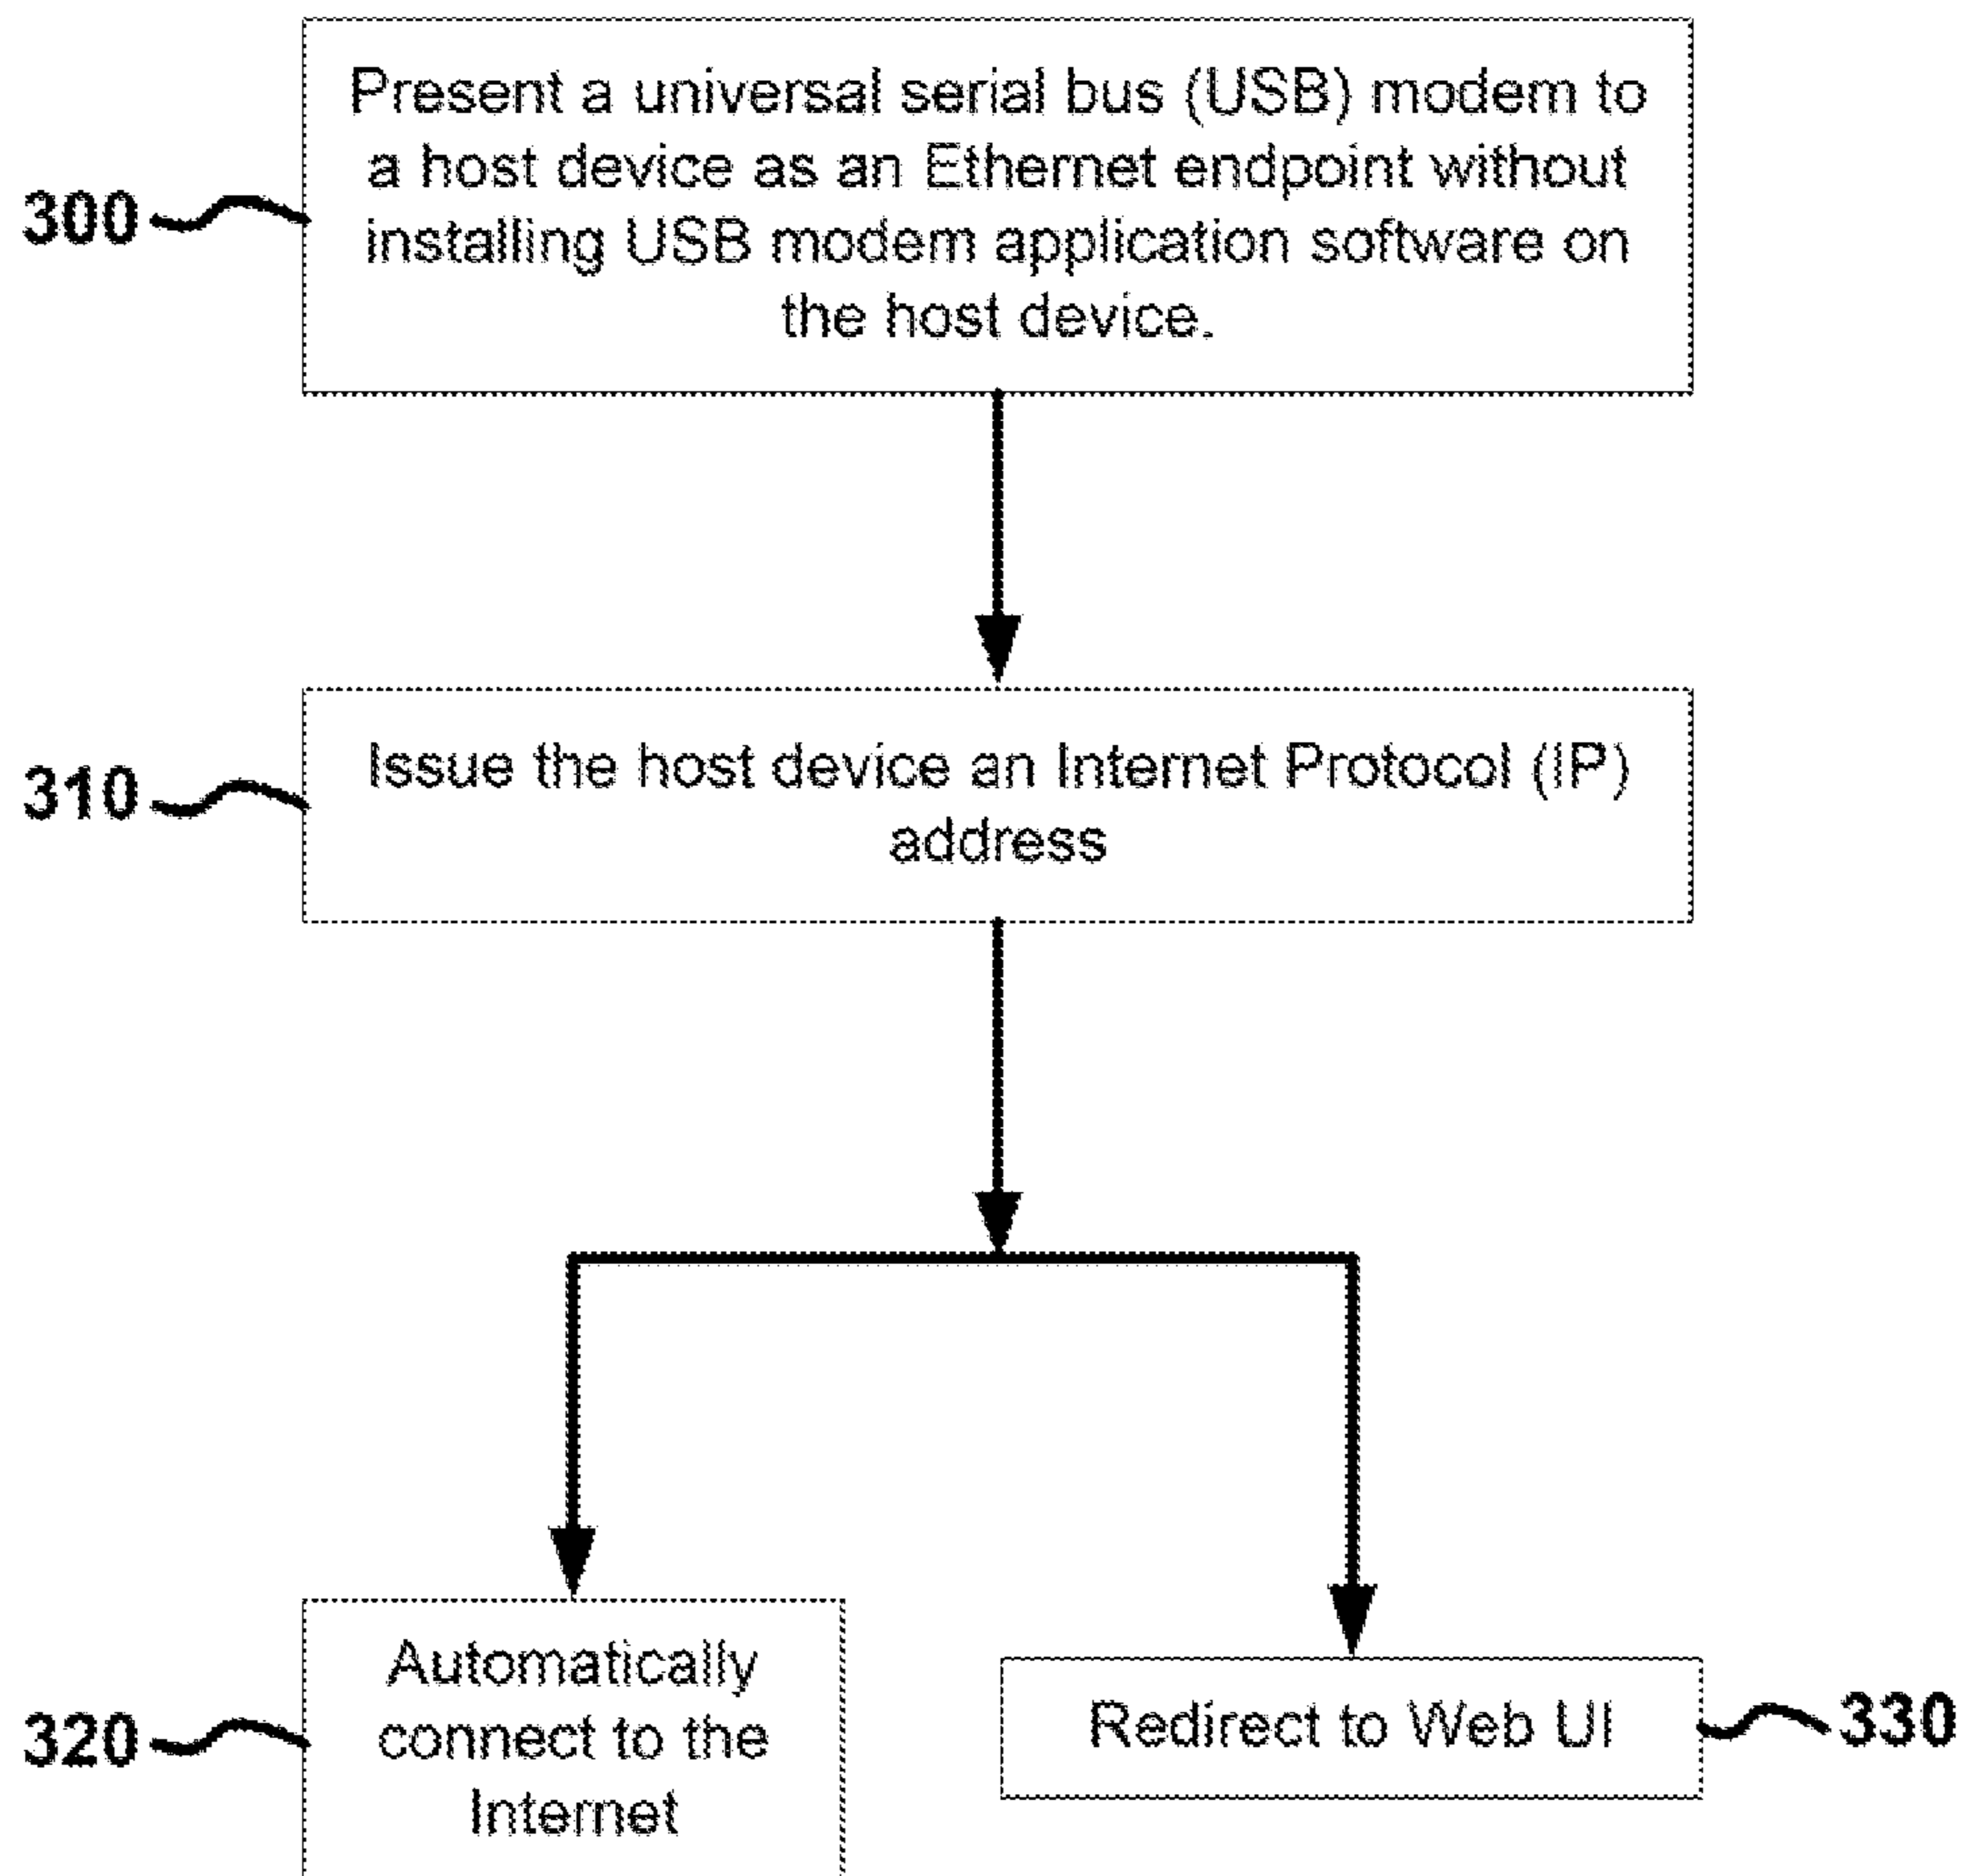 Present a universal serial bus (USB) modem to
a host device as an Ethernet endpoint without
installing USB modem application software on
the host device.
300
Issue the host device an Internet Protocol (IP)
address
310
Automatically
connect to the
Internet
320
Redirect to Web UI
330